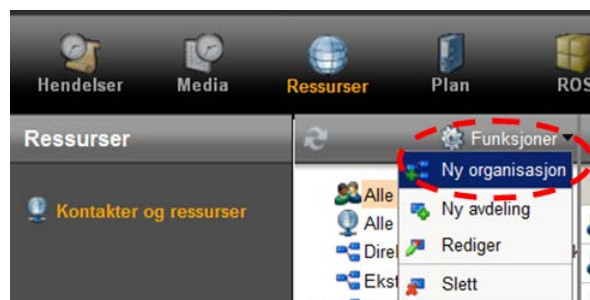 Hendelser Media Ressurser Plan ROS
Ressurser Funksjoner
Ny organisasjon
Kontakter og ressurser
Alle
Ny avdeling
Alle
Rediger
Slett